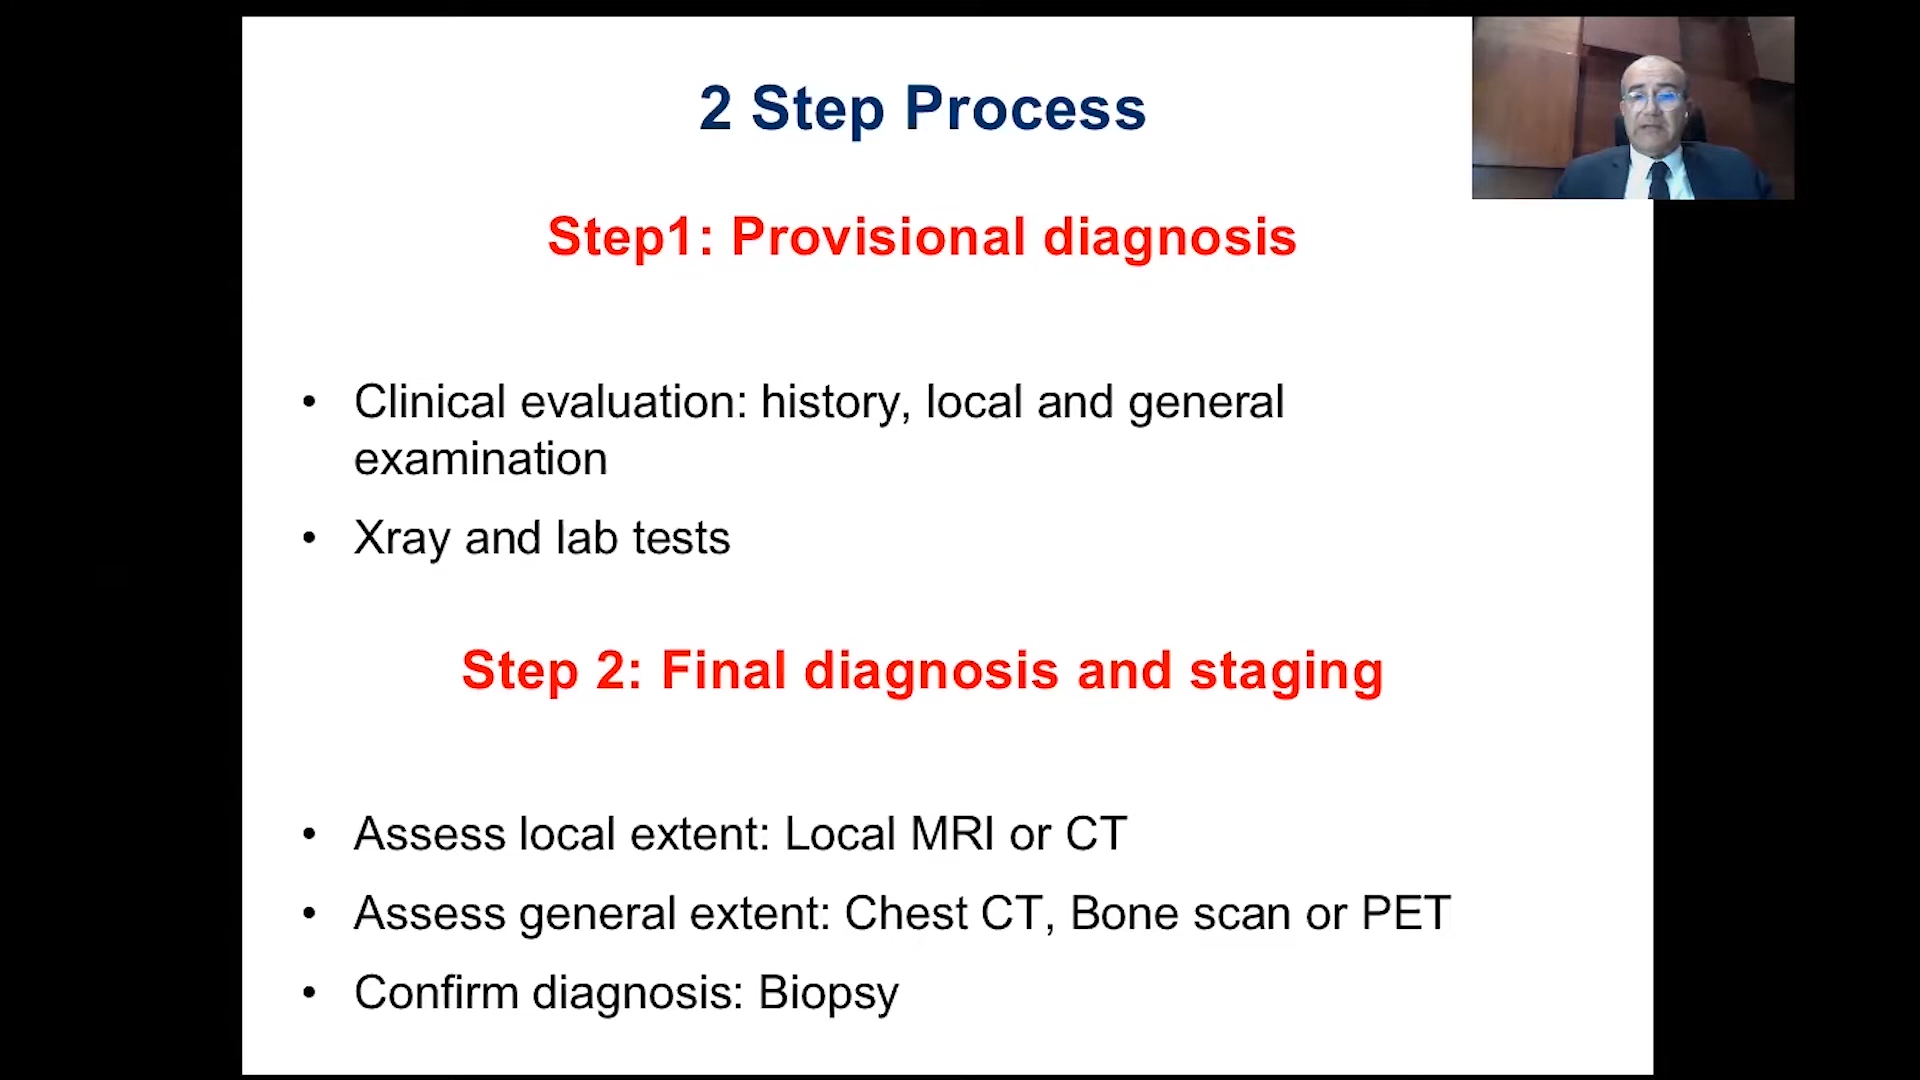 2 Step Process
Step1: Provisional diagnosis
• Clinical evaluation: history, local and general
examination
• Xray and lab tests
Step 2: Final diagnosis and staging
• Assess local extent: Local MRI or CT
• Assess general extent: Chest CT, Bone scan or PET
• Confirm diagnosis: Biopsy